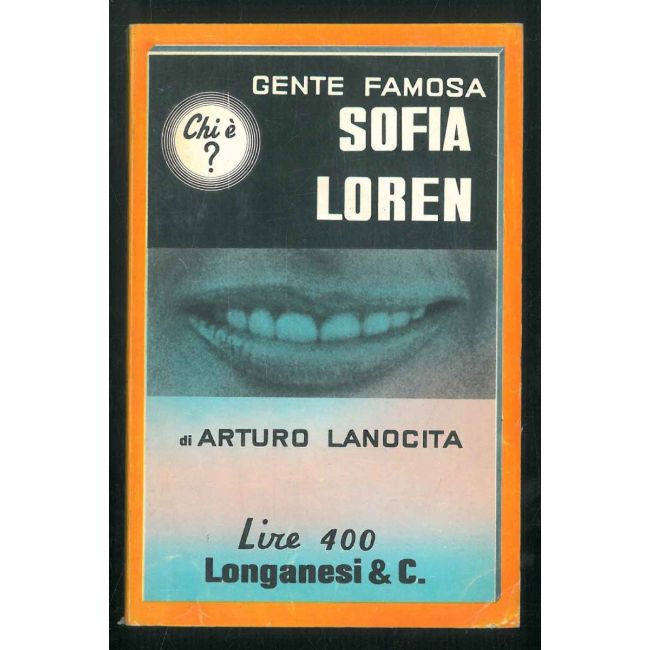 GENTE FAMOSA
Chi è
?
SOFIA
LOREN
di ARTURO LANOCITA
Lire 400
Longanesi & C.